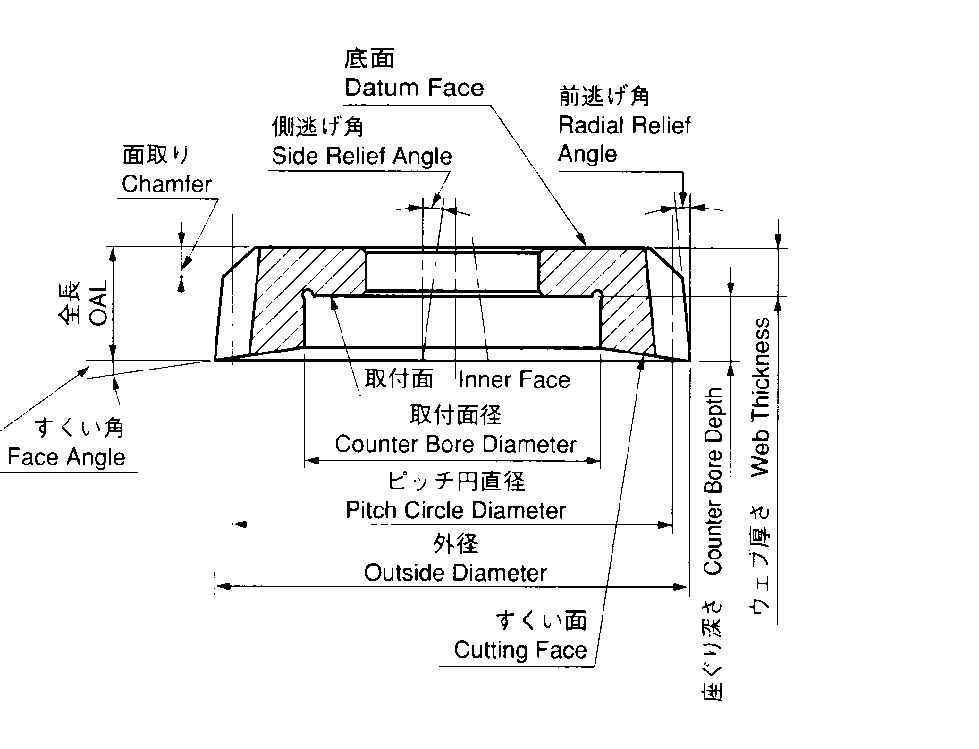 底面
Datum Face
前逃げ角
Radial Relief
Angle
側逃げ角
Side Relief Angle
面取り
Chamfer
全長
OAL
取付面 Inner Face
取付面径
Counter Bore Diameter
すくい角
Face Angle
ピッチ円直径
Pitch Circle Diameter
外径
Outside Diameter
すくい面
Cutting Face
座ぐり深さ Counter Bore Depth
ウェブ厚さ Web Thickness